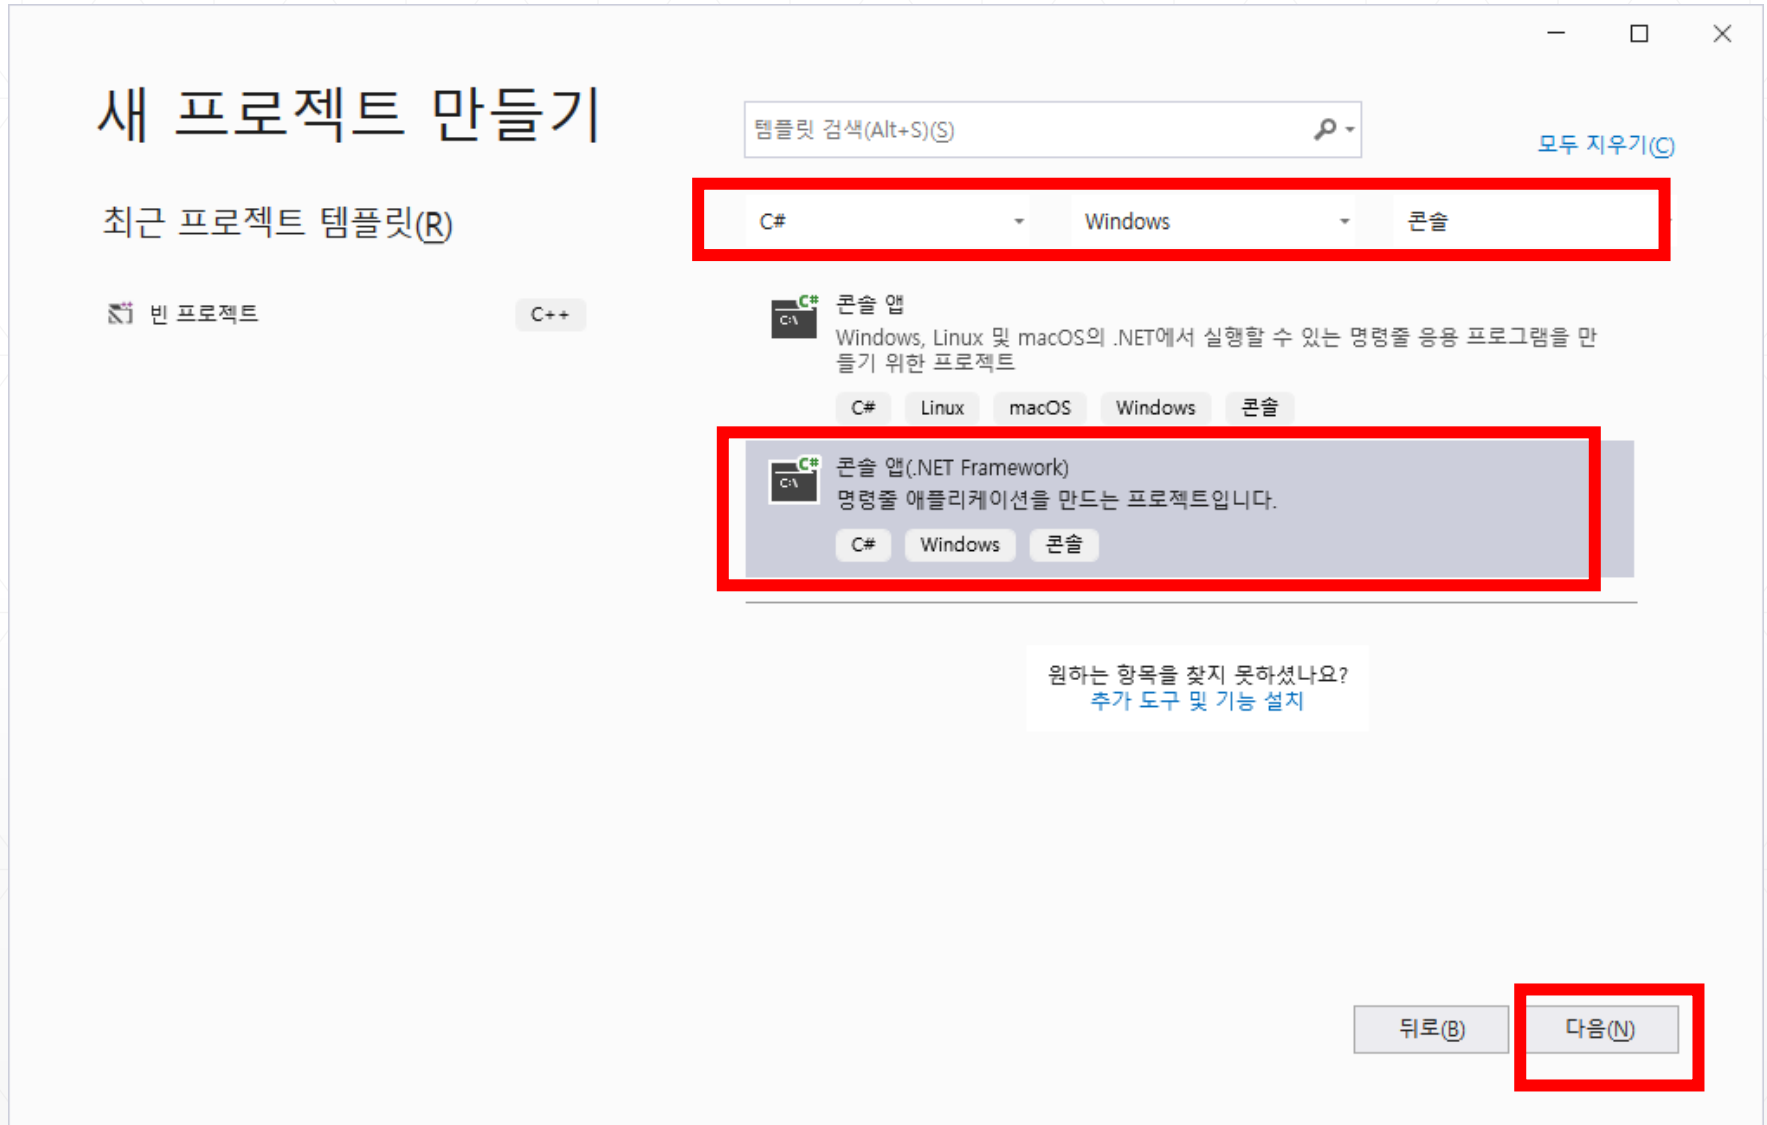 새 프로젝트 만들기
템플릿 검색(Alt+S)(S)
모두 지우기(C)
최근 프로젝트 템플릿(R)
C# Windows 콘솔
빈 프로젝트 C++
C#
C:\
콘솔 앱
Windows, Linux 및 macOS의 .NET에서 실행할 수 있는 명령줄 응용 프로그램을 만
들기 위한 프로젝트
C# Linux macOS Windows 콘솔
C#
C:\
콘솔 앱(.NET Framework)
명령줄 애플리케이션을 만드는 프로젝트입니다.
C# Windows 콘솔
원하는 항목을 찾지 못하셨나요?
추가 도구 및 기능 설치
뒤로(B) 다음(N)